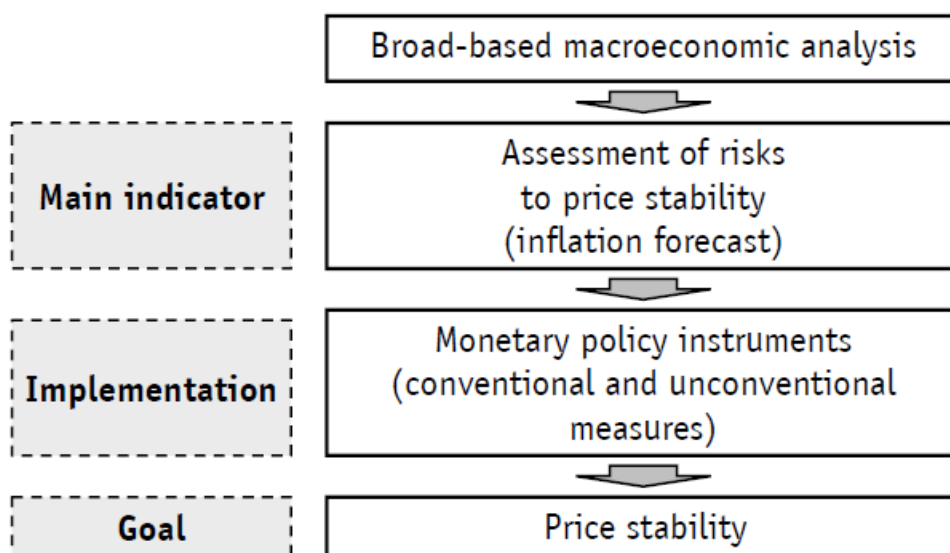 Broad-based macroeconomic analysis
Main indicator
Assessment of risks
to price stability
(inflation forecast)
Implementation
Monetary policy instruments
(conventional and unconventional
measures)
Goal
Price stability